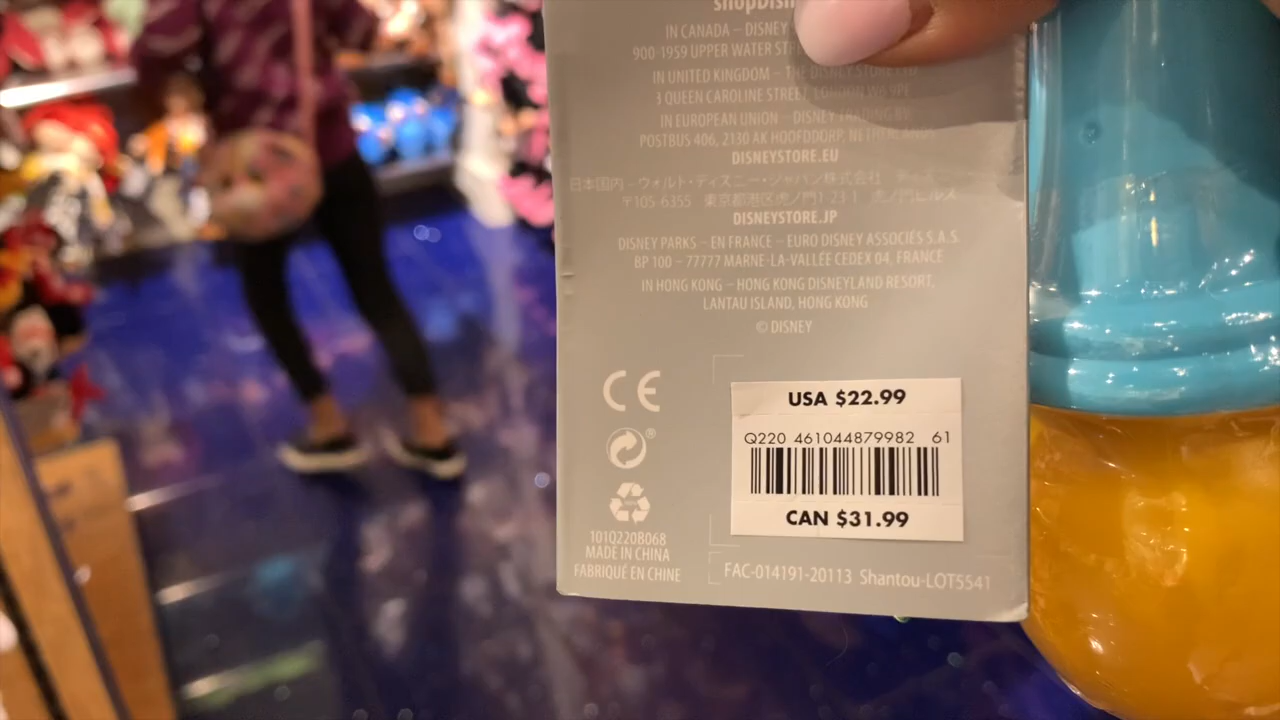 shopDisn
IN CANADA – DISNEY
900-1959 UPPER WATER
IN UNITED KINGDOM – THE DISNEY STORE LTD
3 QUEEN CAROLINE STREET LONDON W6 9PE
IN EUROPEAN UNION – DISNEY TRADING BV
POSTBUS 406, 2130 AK HOOFDDORP, NETHERLANDS
DISNEYSTORE.EU
日本国内 – ウォルト・ディズニー・ジャパン株式会社
〒105-6355 東京都港区虎ノ門1-23-1 虎ノ門ヒルズ
DISNEYSTORE.JP
DISNEY PARKS – EN FRANCE – EURO DISNEY ASSOCIÉS S.A.S.
BP 100 – 77777 MARNE-LA-VALLÉE CEDEX 04, FRANCE
IN HONG KONG – HONG KONG DISNEYLAND RESORT,
LANTAU ISLAND, HONG KONG
© DISNEY
CE
USA $22.99
Q220 461044879982 61
CAN $31.99
101Q220B068
MADE IN CHINA
FABRIQUÉ EN CHINE
FAC-014191-20113 Shantou-LOT5541